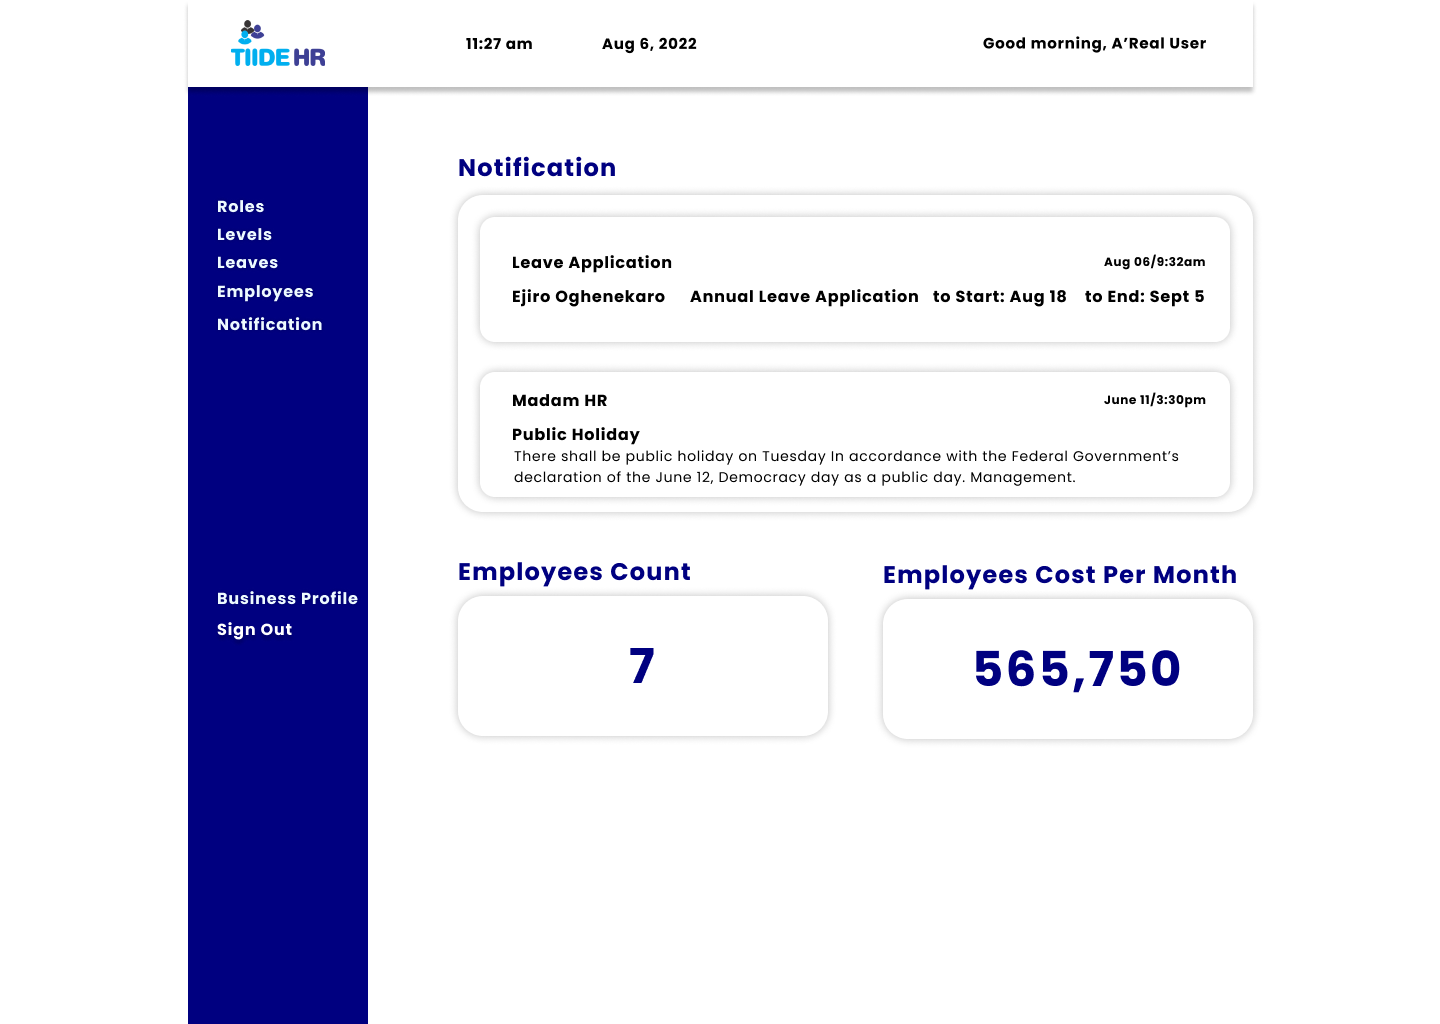 TIIDE HR
11:27 am Aug 6, 2022 Good morning, A’Real User
Roles
Levels
Leaves
Employees
Notification
Business Profile
Sign Out
Notification
Leave Application Aug 06/9:32am
Ejiro Oghenekaro Annual Leave Application to Start: Aug 18 to End: Sept 5
Madam HR June 11/3:30pm
Public Holiday
There shall be public holiday on Tuesday In accordance with the Federal Government’s
declaration of the June 12, Democracy day as a public day. Management.
Employees Count
7
Employees Cost Per Month
565,750